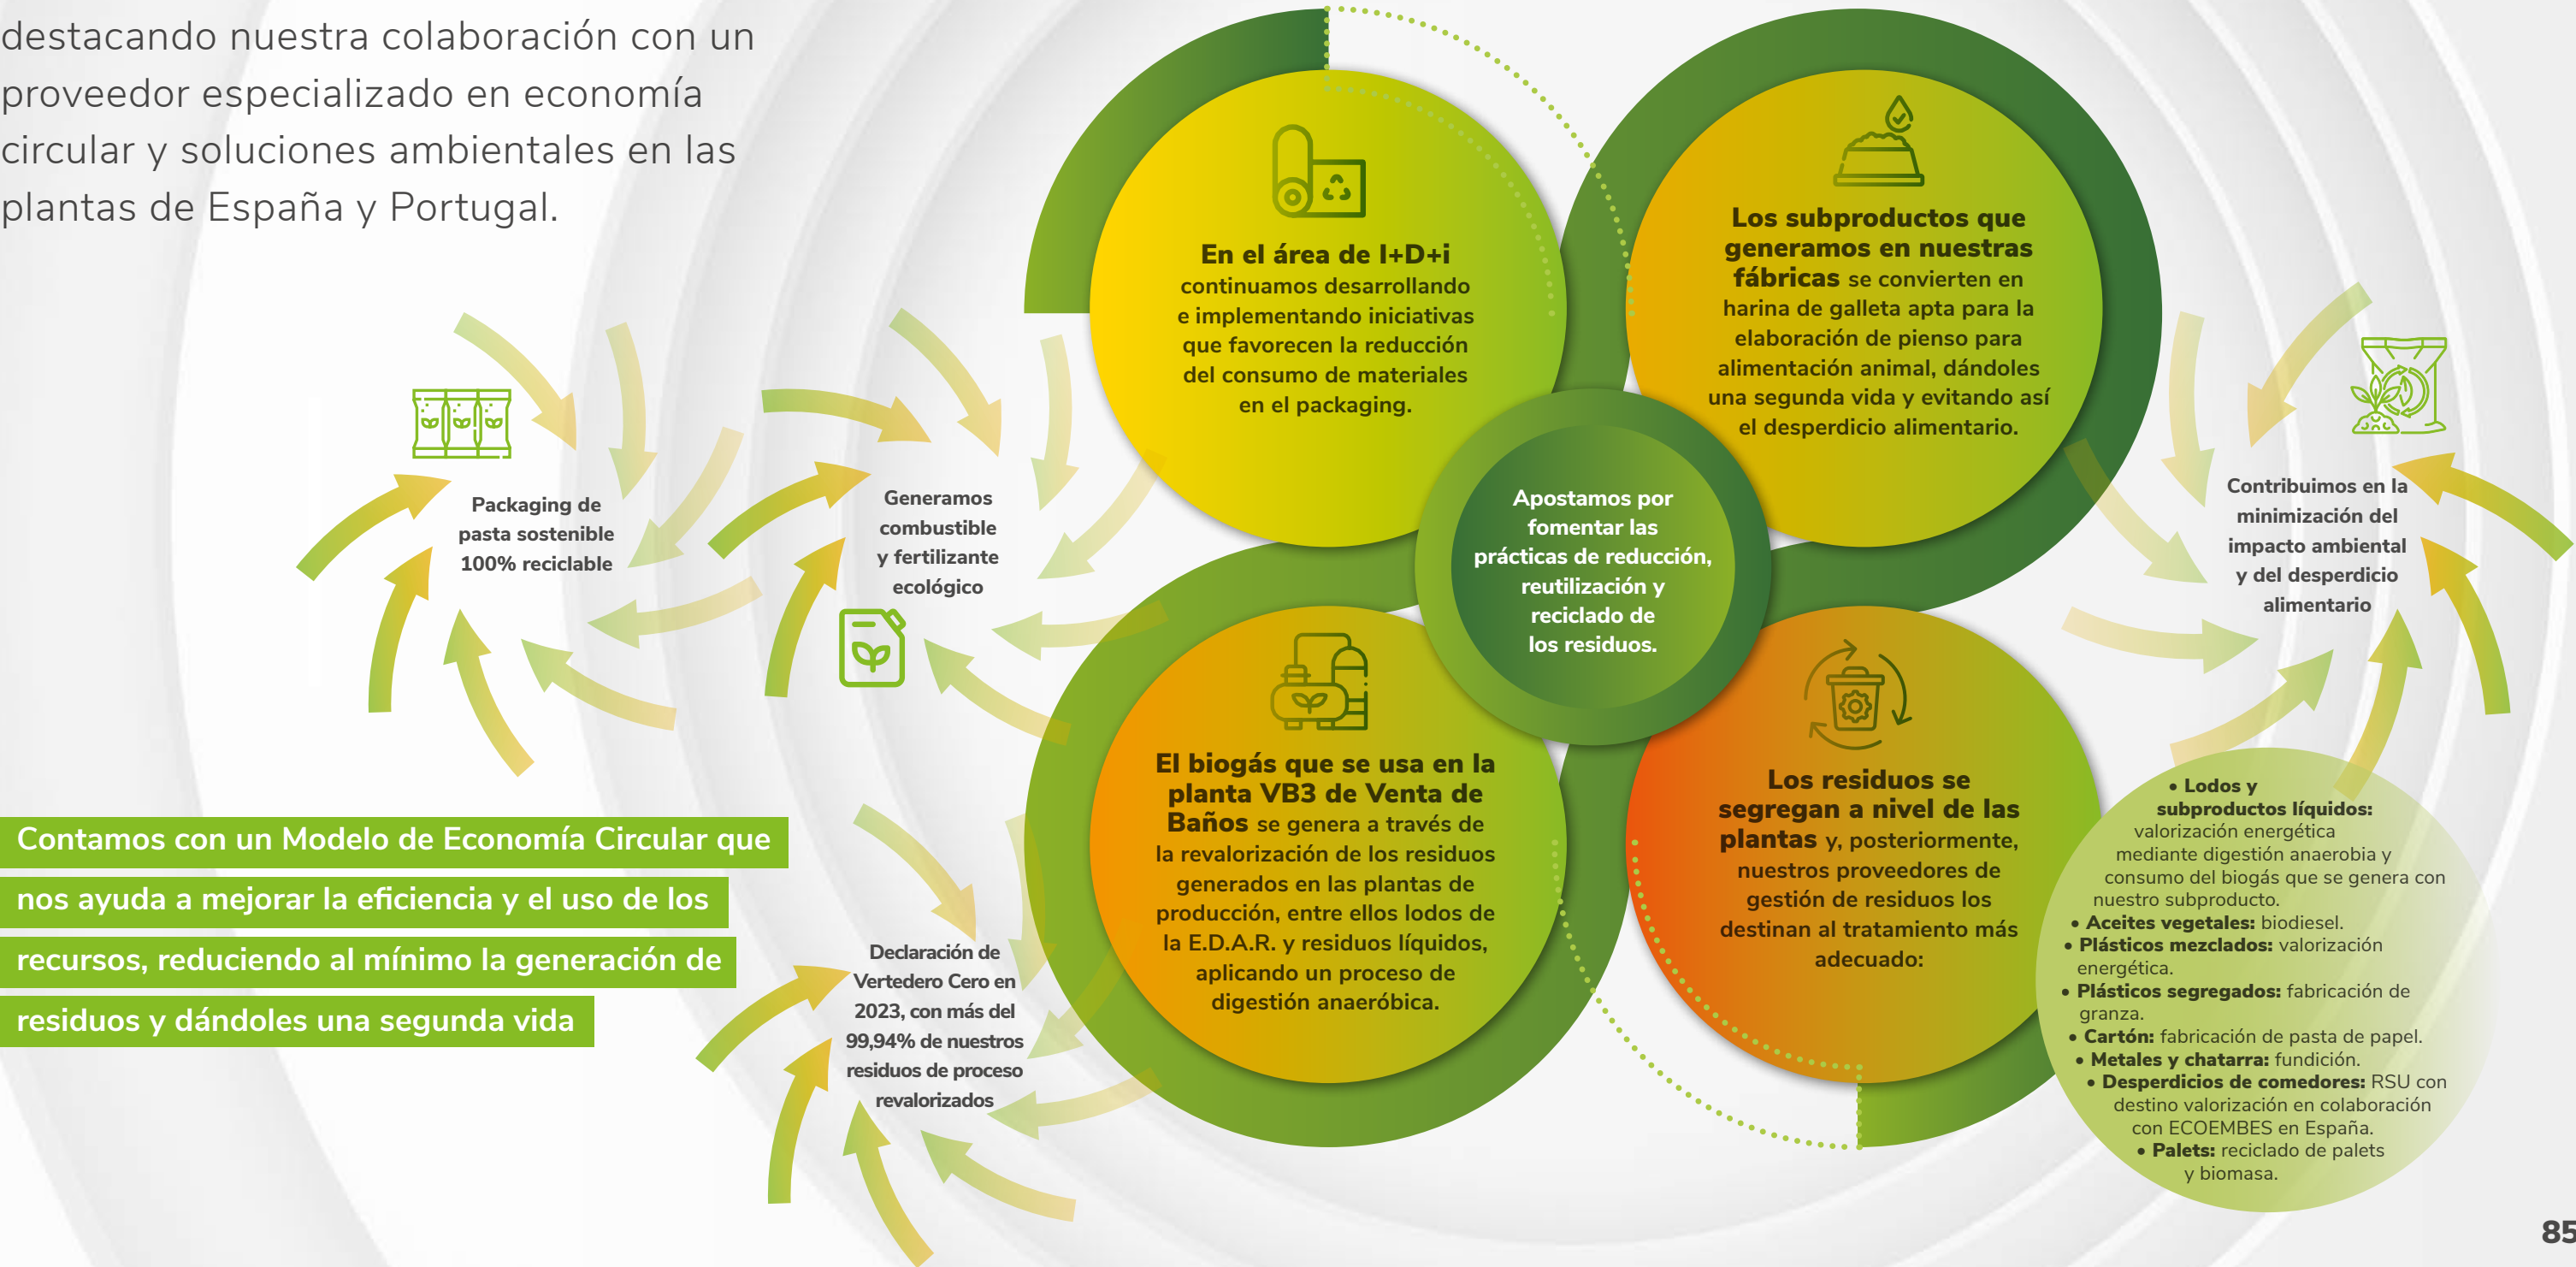 destacando nuestra colaboración con un
proveedor especializado en economía
circular y soluciones ambientales en las
plantas de España y Portugal.
Packaging de
pasta sostenible
100% reciclable
Generamos
combustible
y fertilizante
ecológico
Contamos con un Modelo de Economía Circular que
nos ayuda a mejorar la eficiencia y el uso de los
recursos, reduciendo al mínimo la generación de
residuos y dándoles una segunda vida
Declaración de
Vertedero Cero en
2023, con más del
99,94% de nuestros
residuos de proceso
revalorizados
En el área de I+D+i
continuamos desarrollando
e implementando iniciativas
que favorecen la reducción
del consumo de materiales
en el packaging.
Los subproductos que
generamos en nuestras
fábricas se convierten en
harina de galleta apta para la
elaboración de pienso para
alimentación animal, dándoles
una segunda vida y evitando así
el desperdicio alimentario.
Apostamos por
fomentar las
prácticas de reducción,
reutilización y
reciclado de
los residuos.
El biogás que se usa en la
planta VB3 de Venta de
Baños se genera a través de
la revalorización de los residuos
generados en las plantas de
producción, entre ellos lodos de
la E.D.A.R. y residuos líquidos,
aplicando un proceso de
digestión anaeróbica.
Los residuos se
segregan a nivel de las
plantas y, posteriormente,
nuestros proveedores de
gestión de residuos los
destinan al tratamiento más
adecuado:
Contribuimos en la
minimización del
impacto ambiental
y del desperdicio
alimentario
• Lodos y
subproductos líquidos:
valorización energética
mediante digestión anaerobia y
consumo del biogás que se genera con
nuestro subproducto.
• Aceites vegetales: biodiesel.
• Plásticos mezclados: valorización
energética.
• Plásticos segregados: fabricación de
granza.
• Cartón: fabricación de pasta de papel.
• Metales y chatarra: fundición.
• Desperdicios de comedores: RSU con
destino valorización en colaboración
con ECOEMBES en España.
• Palets: reciclado de palets
y biomasa.
85